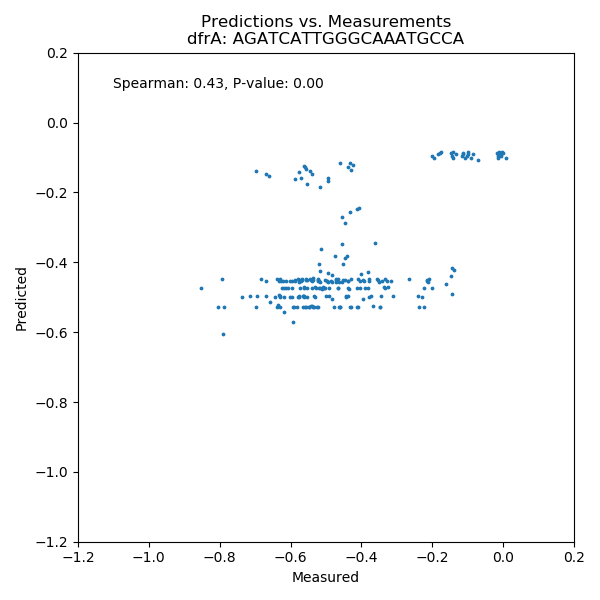 Predictions vs. Measurements
dfrA: AGATCATTGGGCAAATGCCA
Spearman: 0.43, P-value: 0.00
0.2
0.0
−0.2
−0.4
−0.6
−0.8
−1.0
−1.2
Predicted
−1.2 −1.0 −0.8 −0.6 −0.4 −0.2 0.0 0.2
Measured